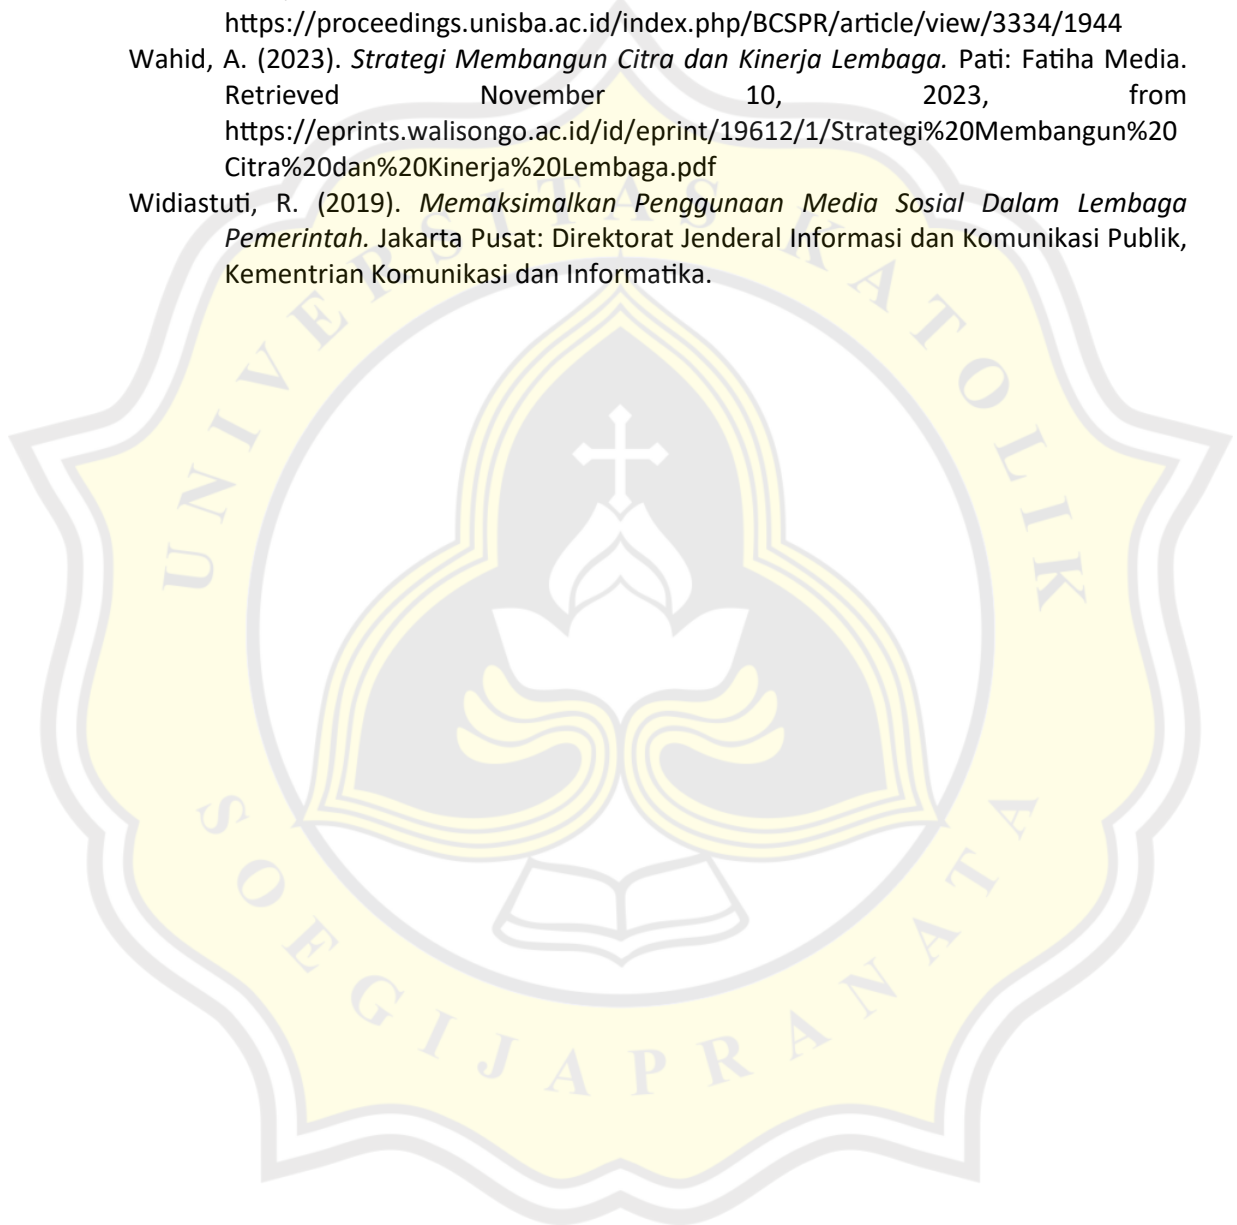 https://proceedings.unisba.ac.id/index.php/BCSPR/article/view/3334/1944
Wahid, A. (2023). Strategi Membangun Citra dan Kinerja Lembaga. Pati: Fatiha Media.
Retrieved November 10, 2023, from
https://eprints.walisongo.ac.id/id/eprint/19612/1/Strategi%20Membangun%20
Citra%20dan%20Kinerja%20Lembaga.pdf
Widiastuti, R. (2019). Memaksimalkan Penggunaan Media Sosial Dalam Lembaga
Pemerintah. Jakarta Pusat: Direktorat Jenderal Informasi dan Komunikasi Publik,
Kementrian Komunikasi dan Informatika.
UNIVERSITAS KATOLIK
SOEGIJAPRANATA